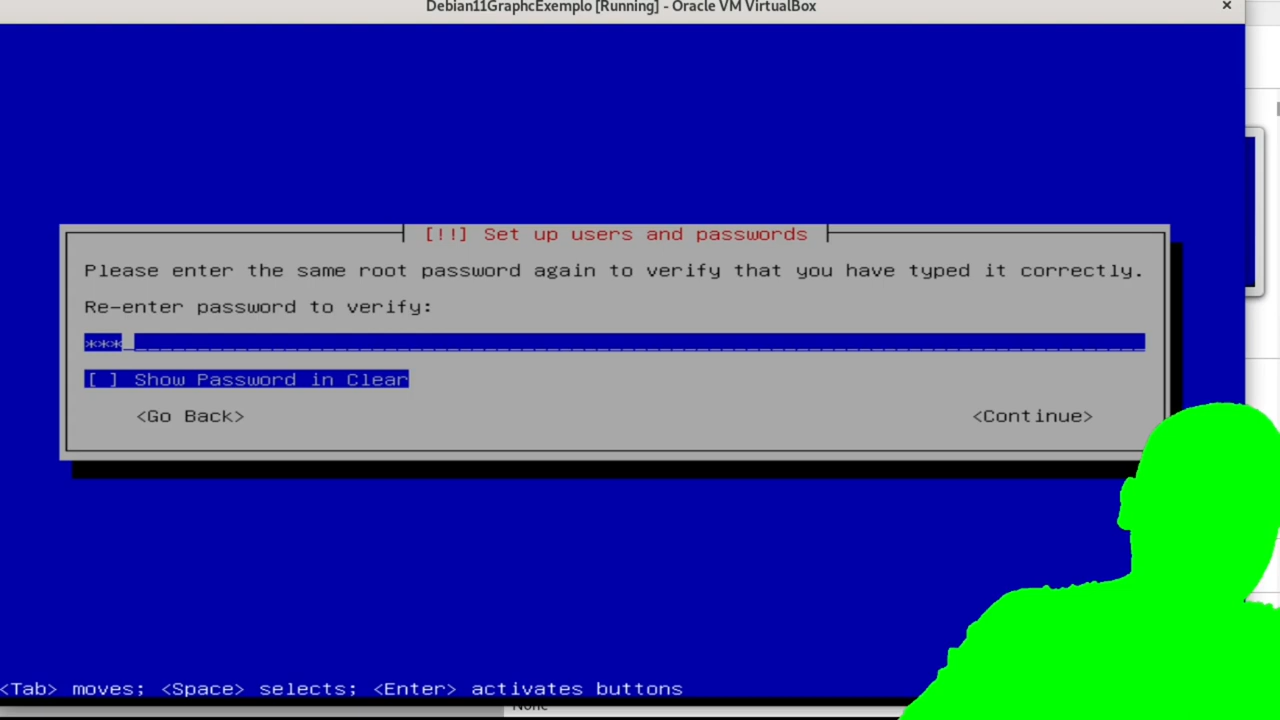 Debian11GraphcExemplo [Running] - Oracle VM VirtualBox
[!!] Set up users and passwords
Please enter the same root password again to verify that you have typed it correctly.
Re-enter password to verify:
***
[ ] Show Password in Clear
<Go Back> <Continue>
<Tab> moves; <Space> selects; <Enter> activates buttons
None